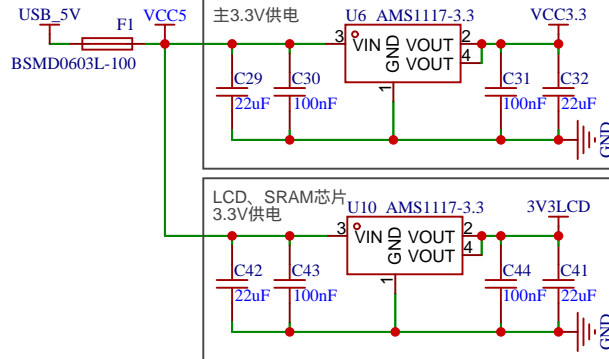 USB_5V
F1
VCC5
BSMD0603L-100
主3.3V供电
U6 AMS1117-3.3
VCC3.3
3
VIN
GND
VOUT
2
VOUT
4
1
C29
22uF
C30
100nF
C31
100nF
C32
22uF
GND
LCD、SRAM芯片
3.3V供电
U10 AMS1117-3.3
3V3LCD
3
VIN
GND
VOUT
2
VOUT
4
1
C42
22uF
C43
100nF
C44
100nF
C41
22uF
GND